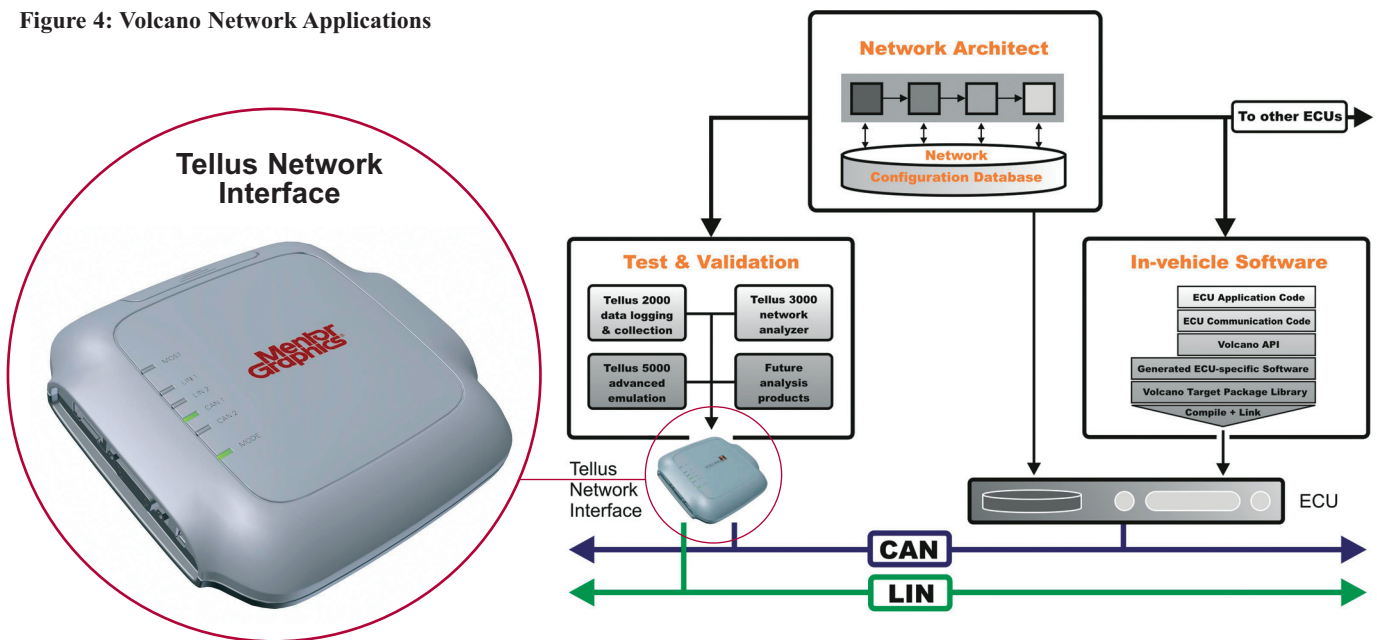 Figure 4: Volcano Network Applications
Tellus Network
Interface
MOST
LIN 1
LIN 2
CAN 1
CAN 2
MODE
Mentor
Graphics
Network Architect
Network
Configuration Database
To other ECUs
Test & Validation
Tellus 2000
data logging
& collection
Tellus 3000
network
analyzer
Tellus 5000
advanced
emulation
Future
analysis
products
In-vehicle Software
ECU Application Code
ECU Communication Code
Volcano API
Generated ECU-specific Software
Volcano Target Package Library
Compile + Link
Tellus
Network
Interface
ECU
CAN
LIN